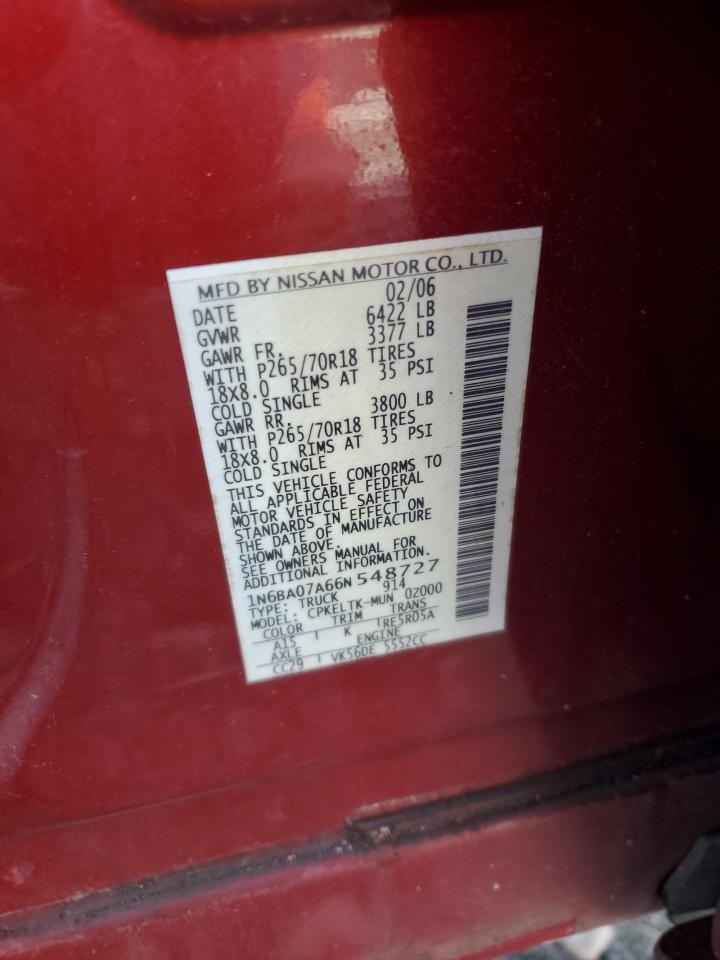 MFD BY NISSAN MOTOR CO., LTD.
DATE 02/06
GVWR 6422 LB
GAWR FR. 3377 LB
WITH P265/70R18 TIRES
18X8.0 RIMS AT 35 PSI
COLD SINGLE
GAWR RR. 3800 LB
WITH P265/70R18 TIRES
18X8.0 RIMS AT 35 PSI
COLD SINGLE
THIS VEHICLE CONFORMS TO
ALL APPLICABLE FEDERAL
MOTOR VEHICLE SAFETY
STANDARDS IN EFFECT ON
THE DATE OF MANUFACTURE
SHOWN ABOVE.
SEE OWNERS MANUAL FOR
ADDITIONAL INFORMATION.
1N6BA07A66N 548727
TYPE: TRUCK 914
MODEL: CPKELTK-MUN 0Z000
COLOR TRIM TRANS
A15 K RE5R05A
AXLE ENGINE
CC29 VK56DE 5552CC